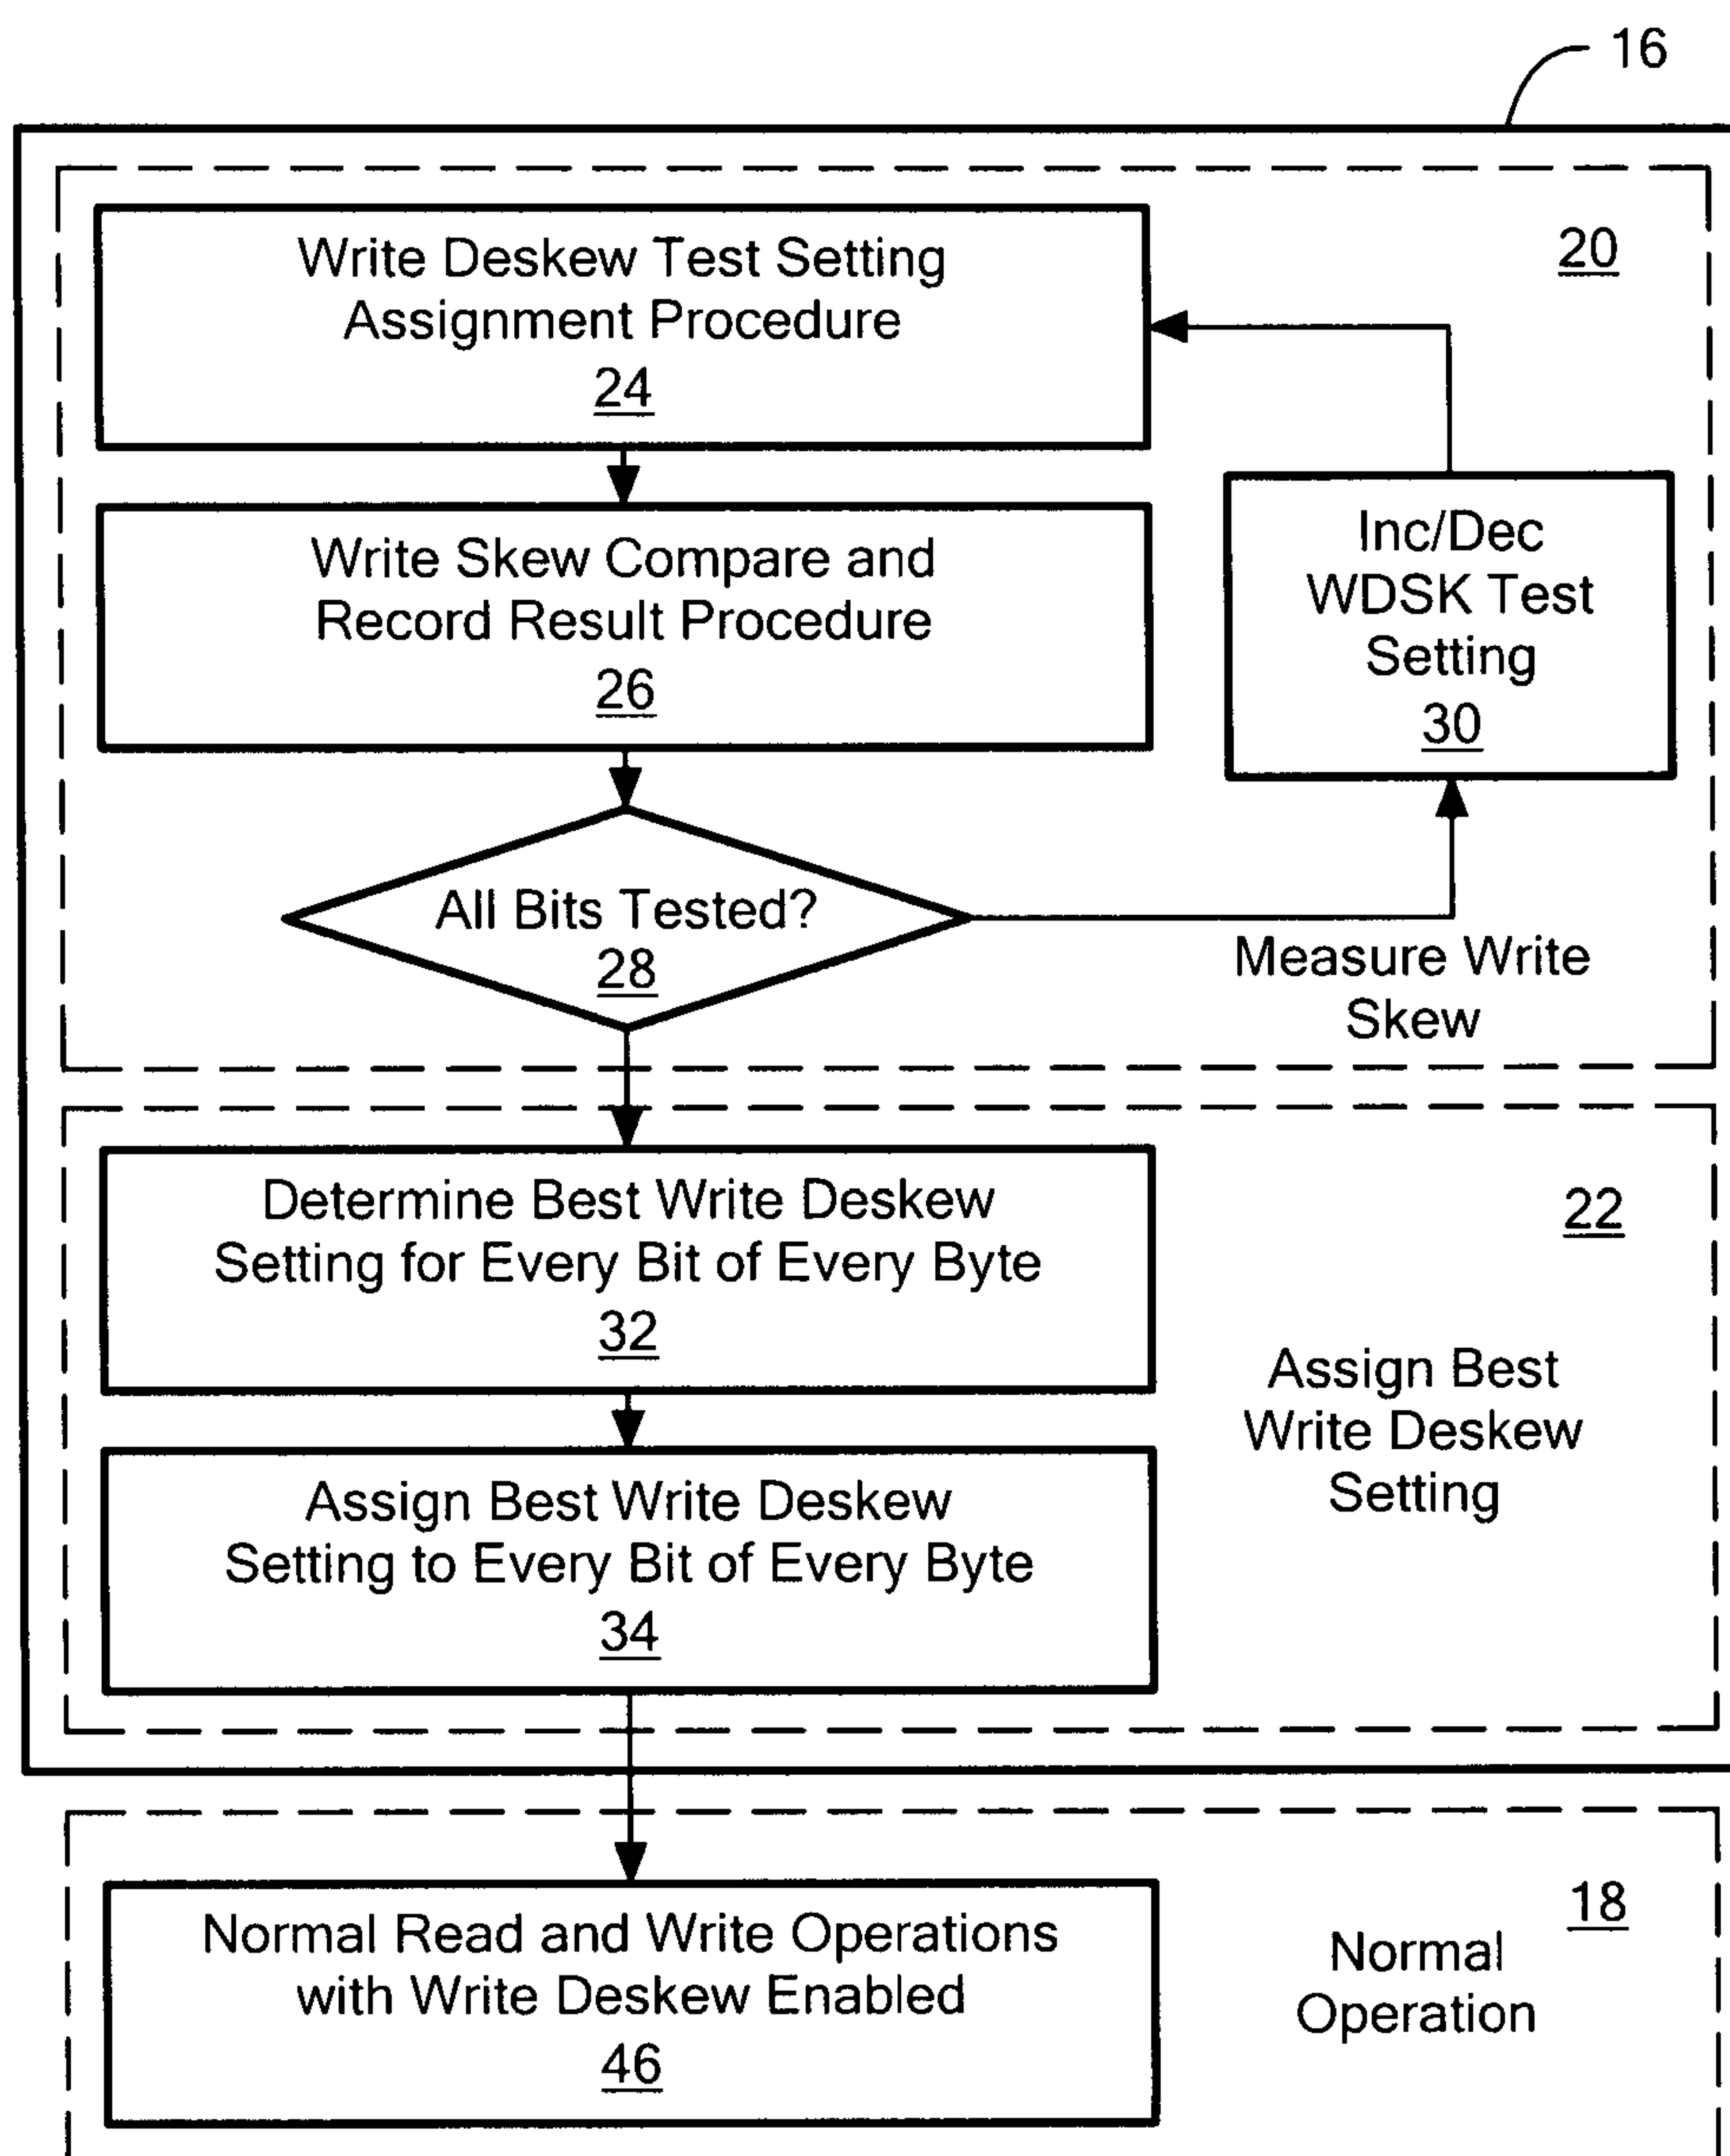 16
20
Write Deskew Test Setting
Assignment Procedure
24
Write Skew Compare and
Record Result Procedure
26
Inc/Dec
WDSK Test
Setting
30
All Bits Tested?
28
Measure Write
Skew
22
Determine Best Write Deskew
Setting for Every Bit of Every Byte
32
Assign Best
Write Deskew
Setting
Assign Best Write Deskew
Setting to Every Bit of Every Byte
34
18
Normal Read and Write Operations
with Write Deskew Enabled
46
Normal
Operation